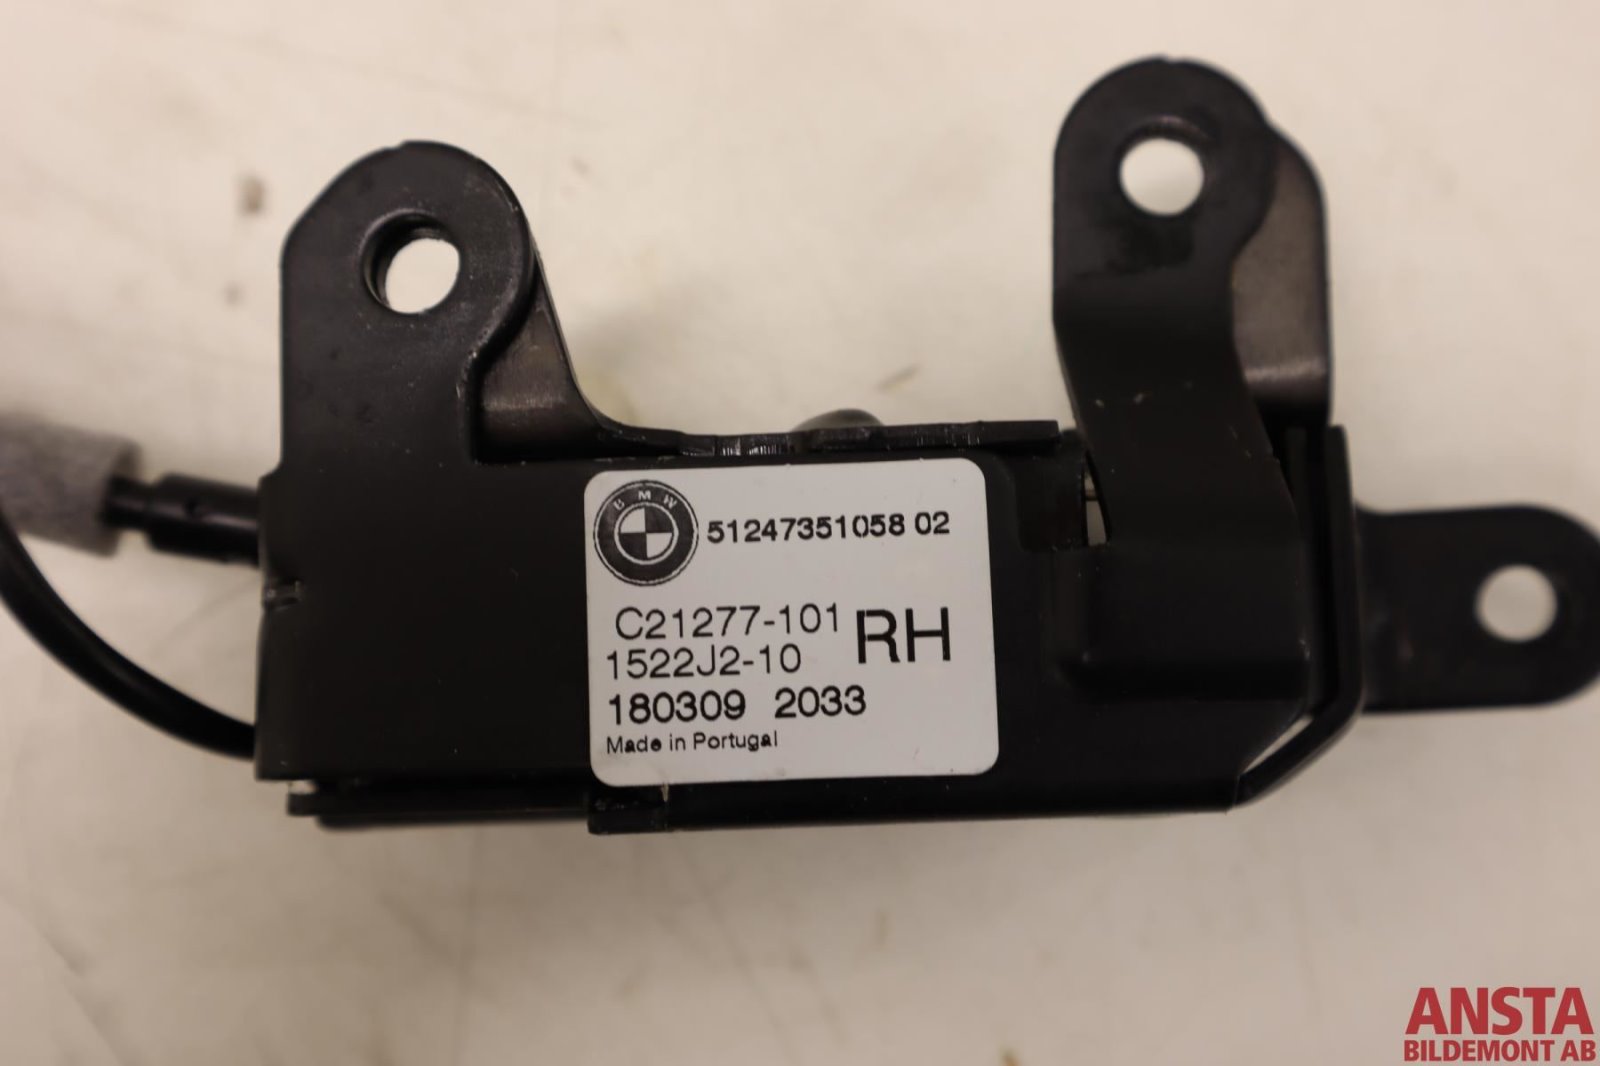 BMW
51247351058 02
C21277-101
RH
1522J2-10
180309 2033
Made in Portugal
ANSTA
BILDEMONT AB